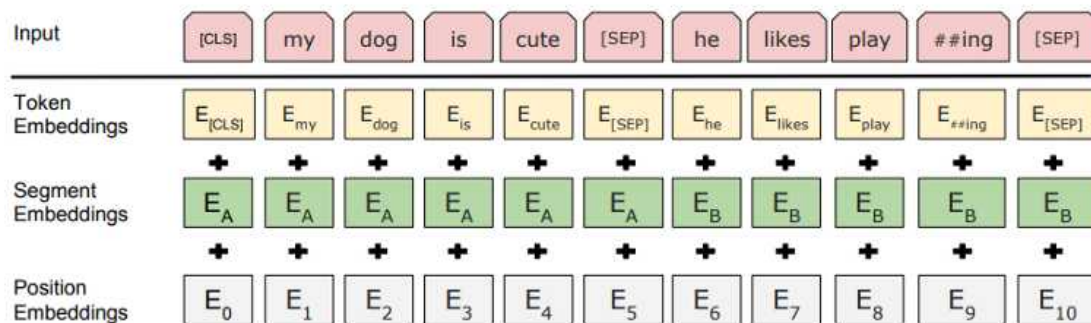 Input [CLS] my dog is cute [SEP] he likes play ##ing [SEP]
Token
Embeddings E[CLS] Emy Edog Eis Ecute E[SEP] Ehe Elikes Eplay E##ing E[SEP]
+ + + + + + + + + + +
Segment
Embeddings EA EA EA EA EA EA EB EB EB EB EB
+ + + + + + + + + + +
Position
Embeddings E0 E1 E2 E3 E4 E5 E6 E7 E8 E9 E10